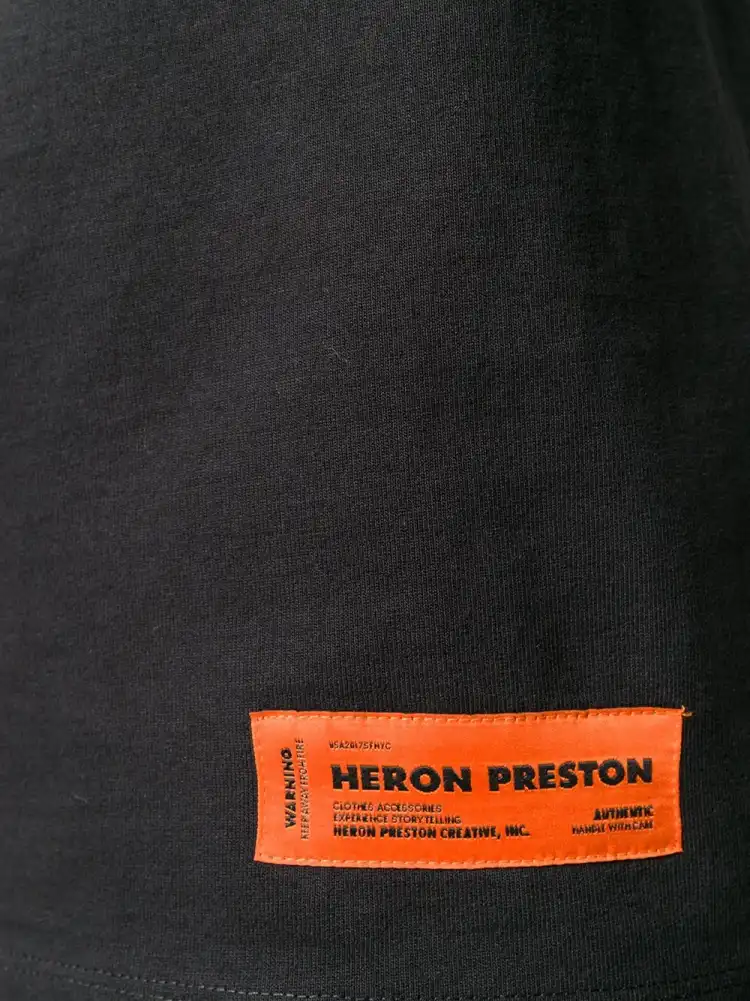 WARNING
KEEP AWAY FROM FIRE
USA2017SFNYC
HERON PRESTON
CLOTHES ACCESSORIES
EXPERIENCE STORYTELLING
HERON PRESTON CREATIVE, INC.
AUTHENTIC
HANDLE WITH CARE